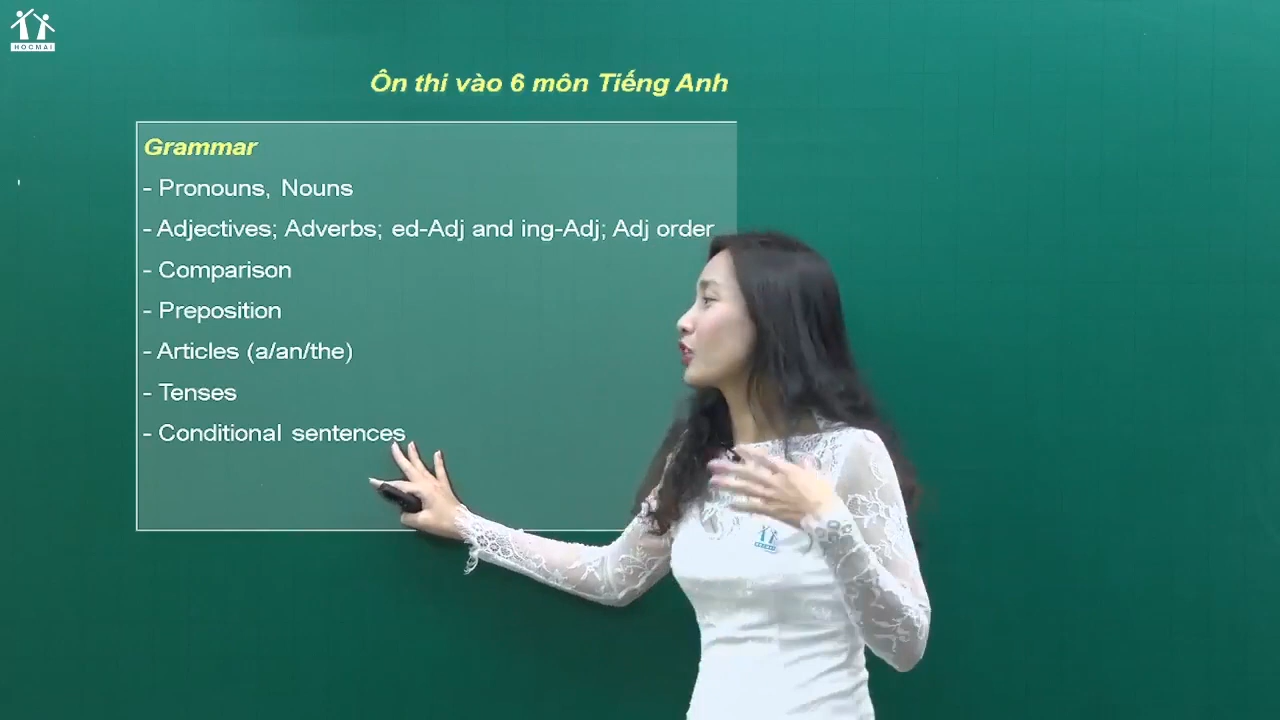 HOCMAI
Ôn thi vào 6 môn Tiếng Anh
Grammar
- Pronouns, Nouns
- Adjectives; Adverbs; ed-Adj and ing-Adj; Adj order
- Comparison
- Preposition
- Articles (a/an/the)
- Tenses
- Conditional sentences